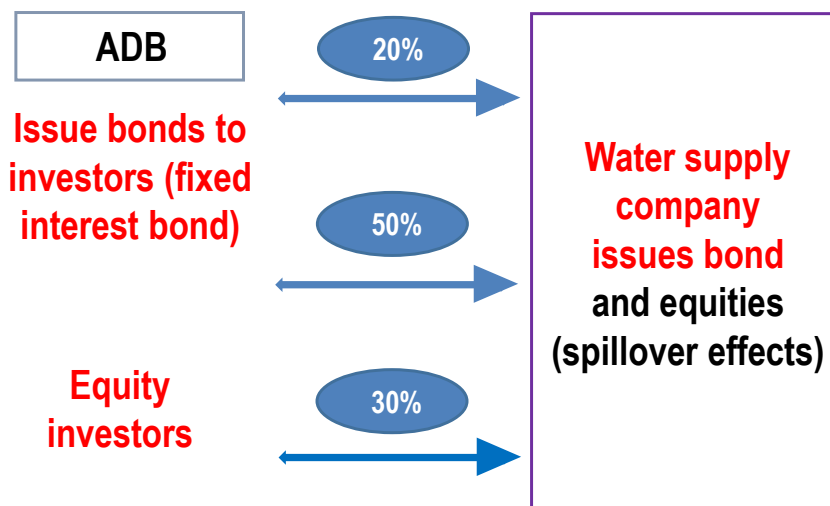 ADB
20%
Issue bonds to
investors (fixed
interest bond)
50%
Equity
investors
30%
Water supply
company
issues bond
and equities
(spillover effects)